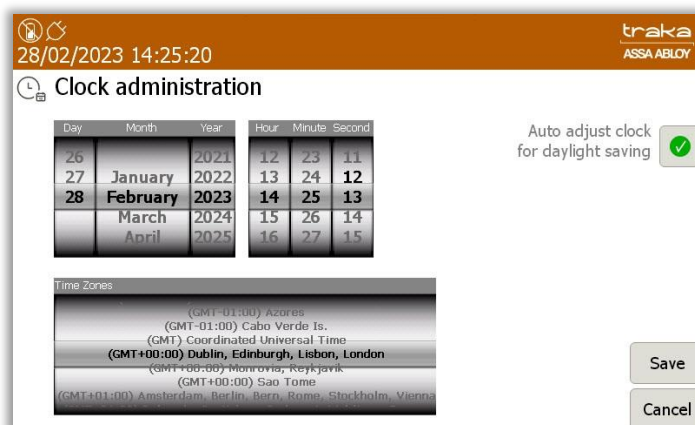 traka
28/02/2023 14:25:20
ASSA ABLOY
Clock administration
Day Month Year Hour Minute Second
26 2021 12 23 11
27 January 2022 13 24 12
28 February 2023 14 25 13
March 2024 15 26 14
April 2025 16 27 15
Auto adjust clock
for daylight saving
Time Zones
(GMT-01:00) Azores
(GMT-01:00) Cabo Verde Is.
(GMT) Coordinated Universal Time
(GMT+00:00) Dublin, Edinburgh, Lisbon, London
(GMT+00:00) Monrovia, Reykjavik
(GMT+00:00) Sao Tome
(GMT+01:00) Amsterdam, Berlin, Bern, Rome, Stockholm, Vienna
Save
Cancel